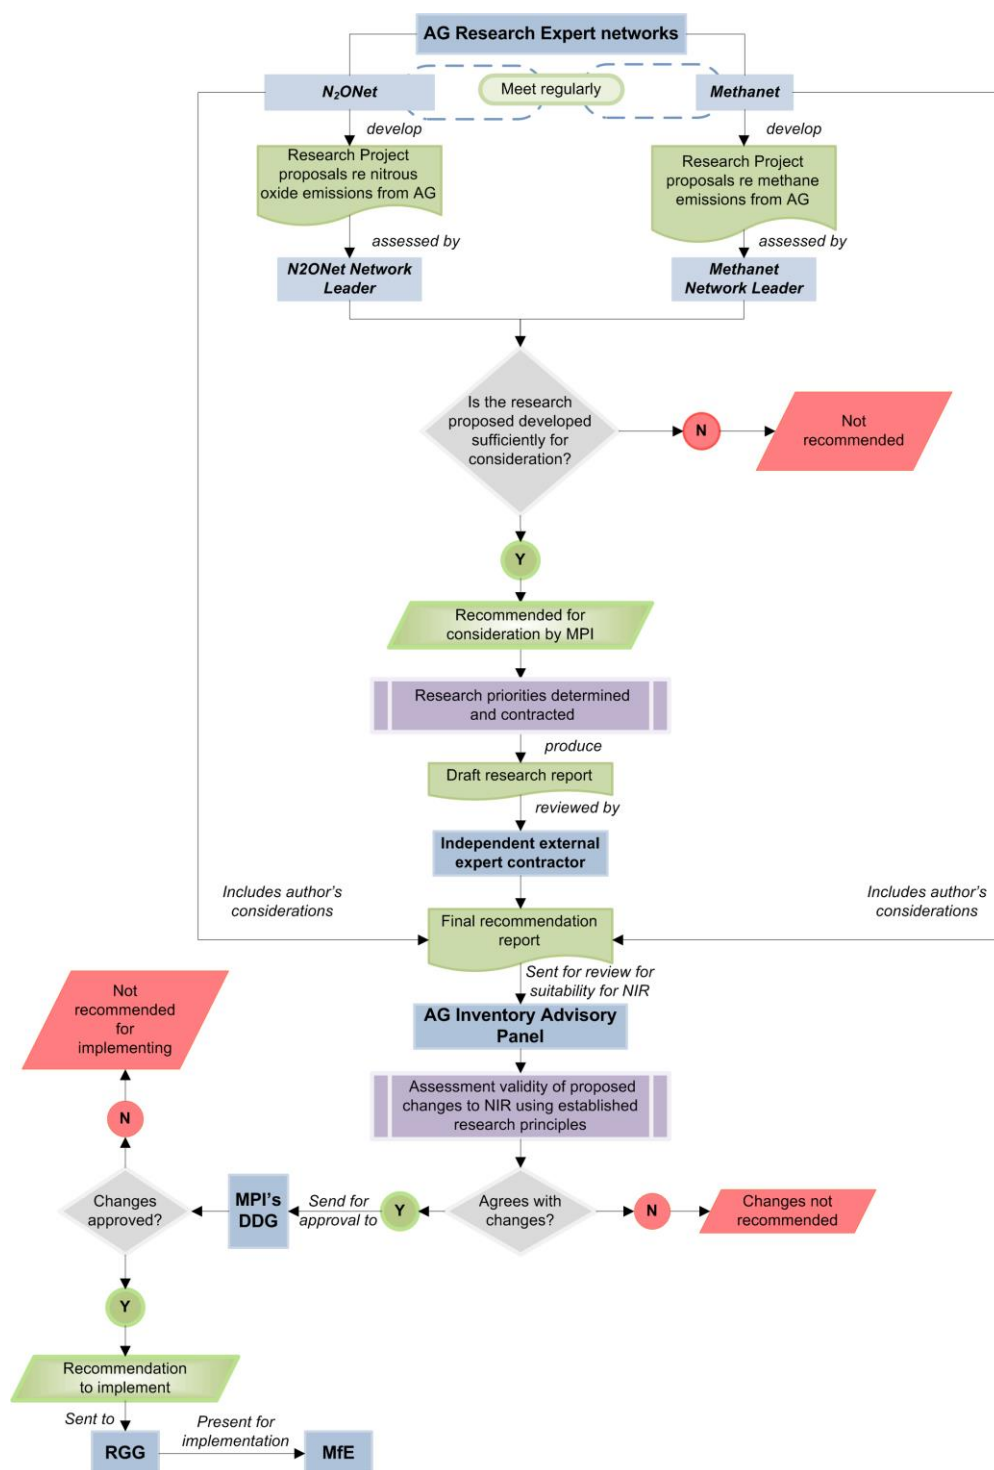 AG Research Expert networks
N₂ONet
Meet regularly
Methanet
develop
develop
Research Project
proposals re nitrous
oxide emissions from AG
Research Project
proposals re methane
emissions from AG
assessed by
assessed by
N2ONet Network
Leader
Methanet
Network Leader
Is the research
proposed developed
sufficiently for
consideration?
N
Not
recommended
Y
Recommended for
consideration by MPI
Research priorities determined
and contracted
produce
Draft research report
reviewed by
Independent external
expert contractor
Includes author's
considerations
Includes author's
considerations
Final recommendation
report
Sent for review for
suitability for NIR
AG Inventory Advisory
Panel
Assessment validity of proposed
changes to NIR using established
research principles
Agrees with
changes?
N
Changes not
recommended
Y
Send for
approval to
MPI's
DDG
Changes
approved?
N
Not
recommended
for
implementing
Y
Recommendation
to implement
Sent to
RGG
Present for
implementation
MfE